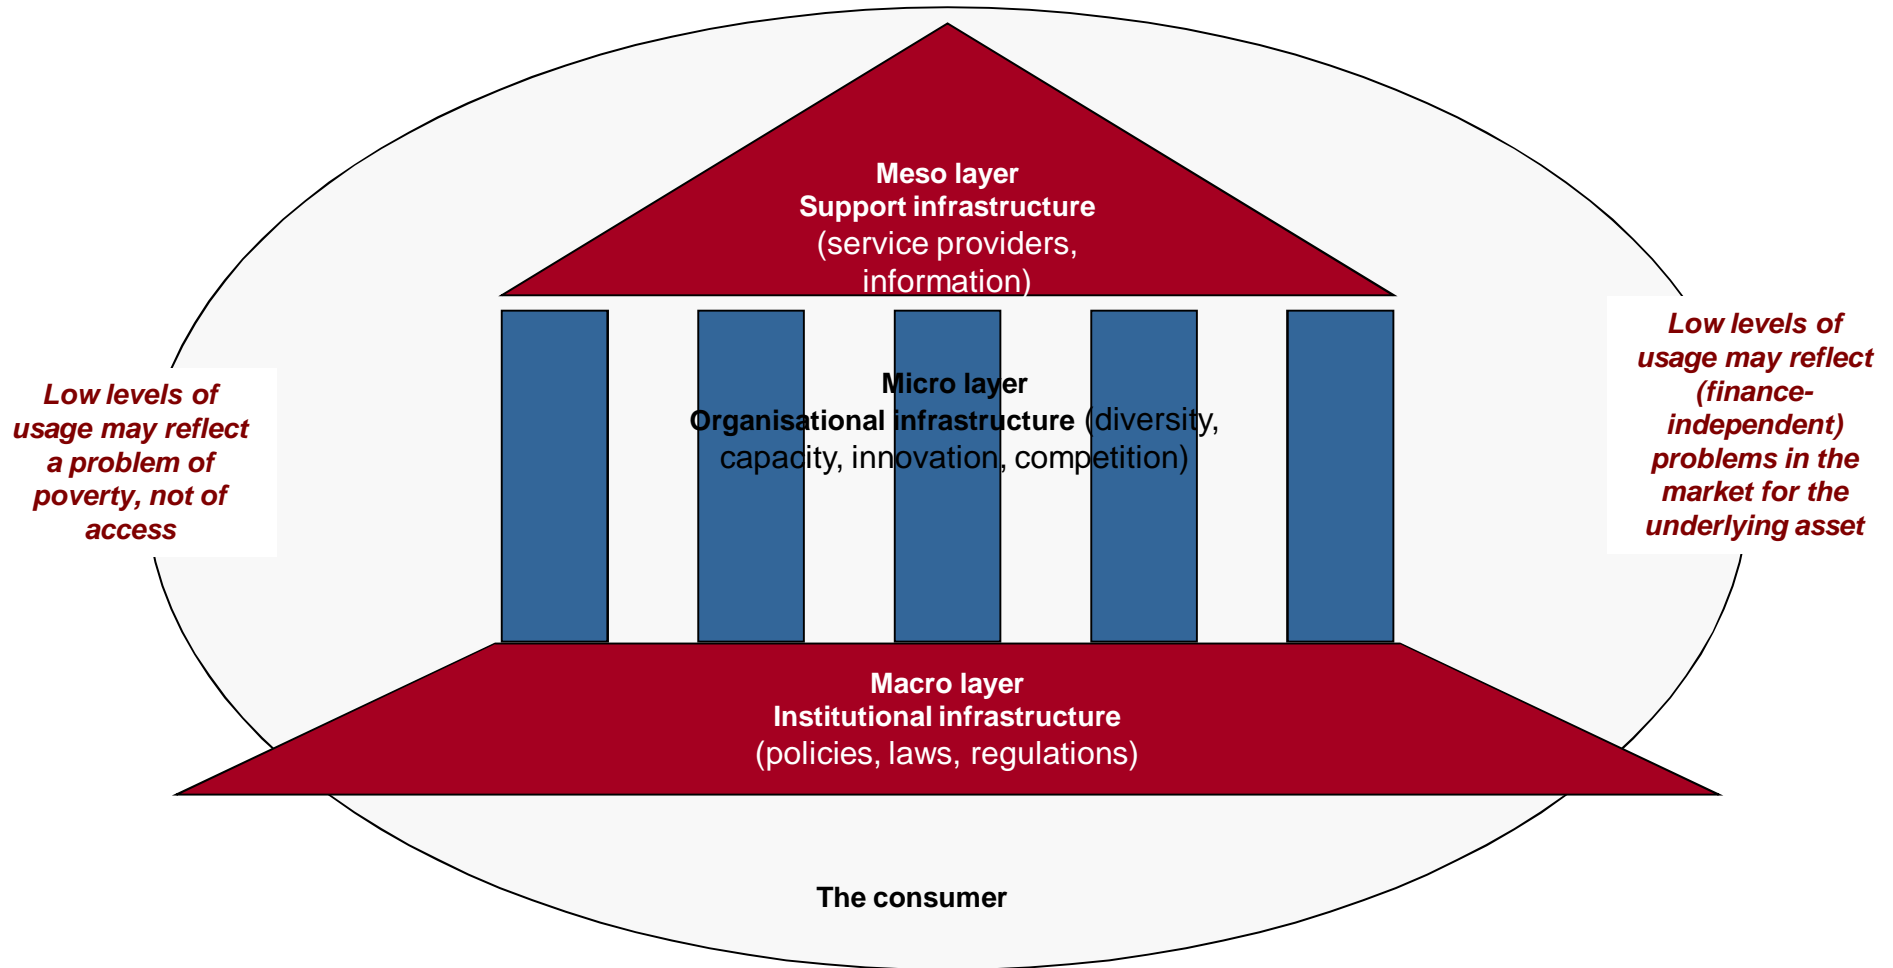 Meso layer
Support infrastructure
(service providers,
information)
Low levels of
usage may reflect
a problem of
poverty, not of
access
Micro layer
Organisational infrastructure (diversity,
capacity, innovation, competition)
Low levels of
usage may reflect
(finance-
independent)
problems in the
market for the
underlying asset
Macro layer
Institutional infrastructure
(policies, laws, regulations)
The consumer